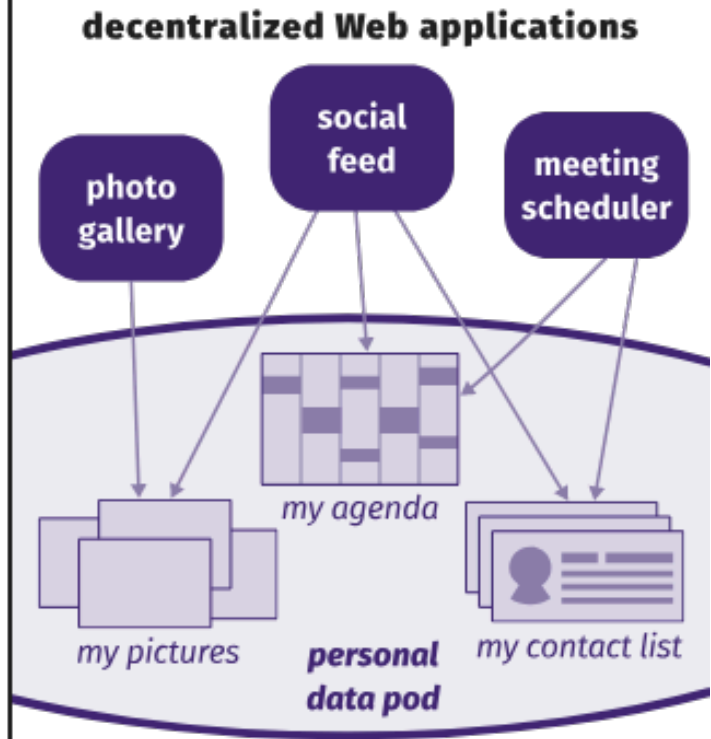 decentralized Web applications
social
feed
photo
gallery
meeting
scheduler
my agenda
my pictures
my contact list
personal
data pod